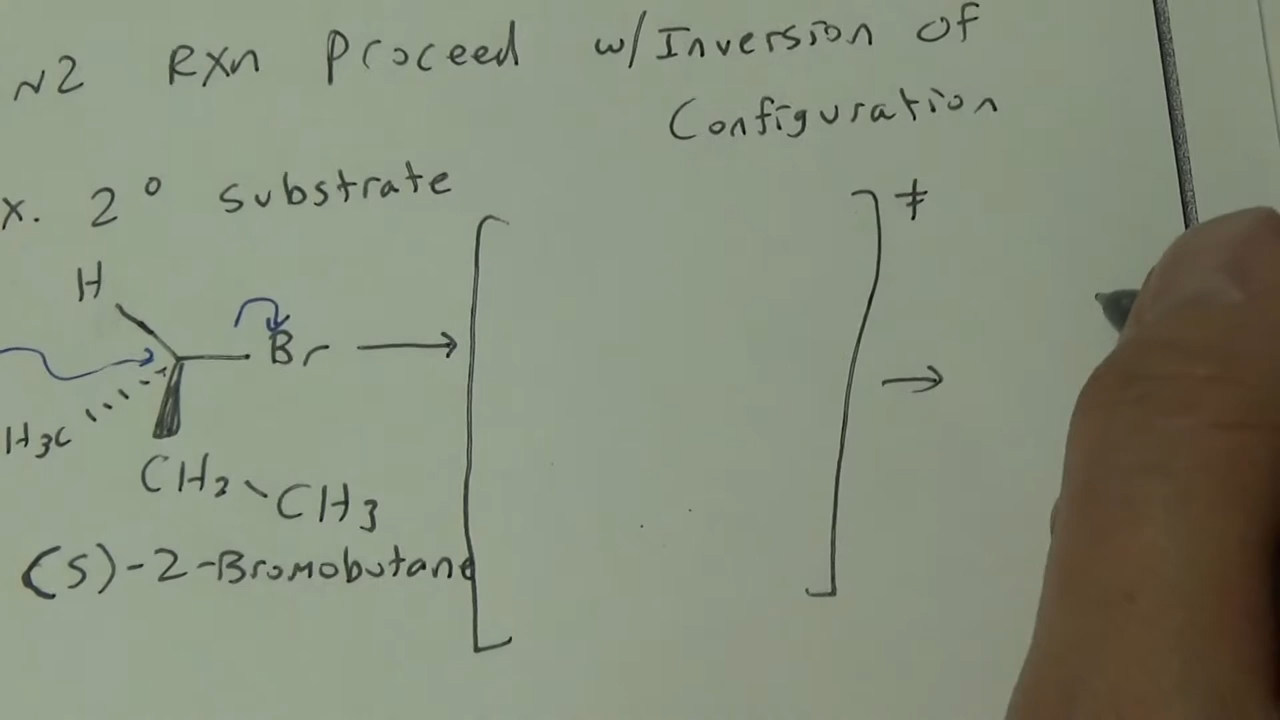 N2 RXn Proceed w/Inversion of
Configuration
x. 2° substrate
‡
H
Br
H3C
CH2
CH3
(S)-2-Bromobutane